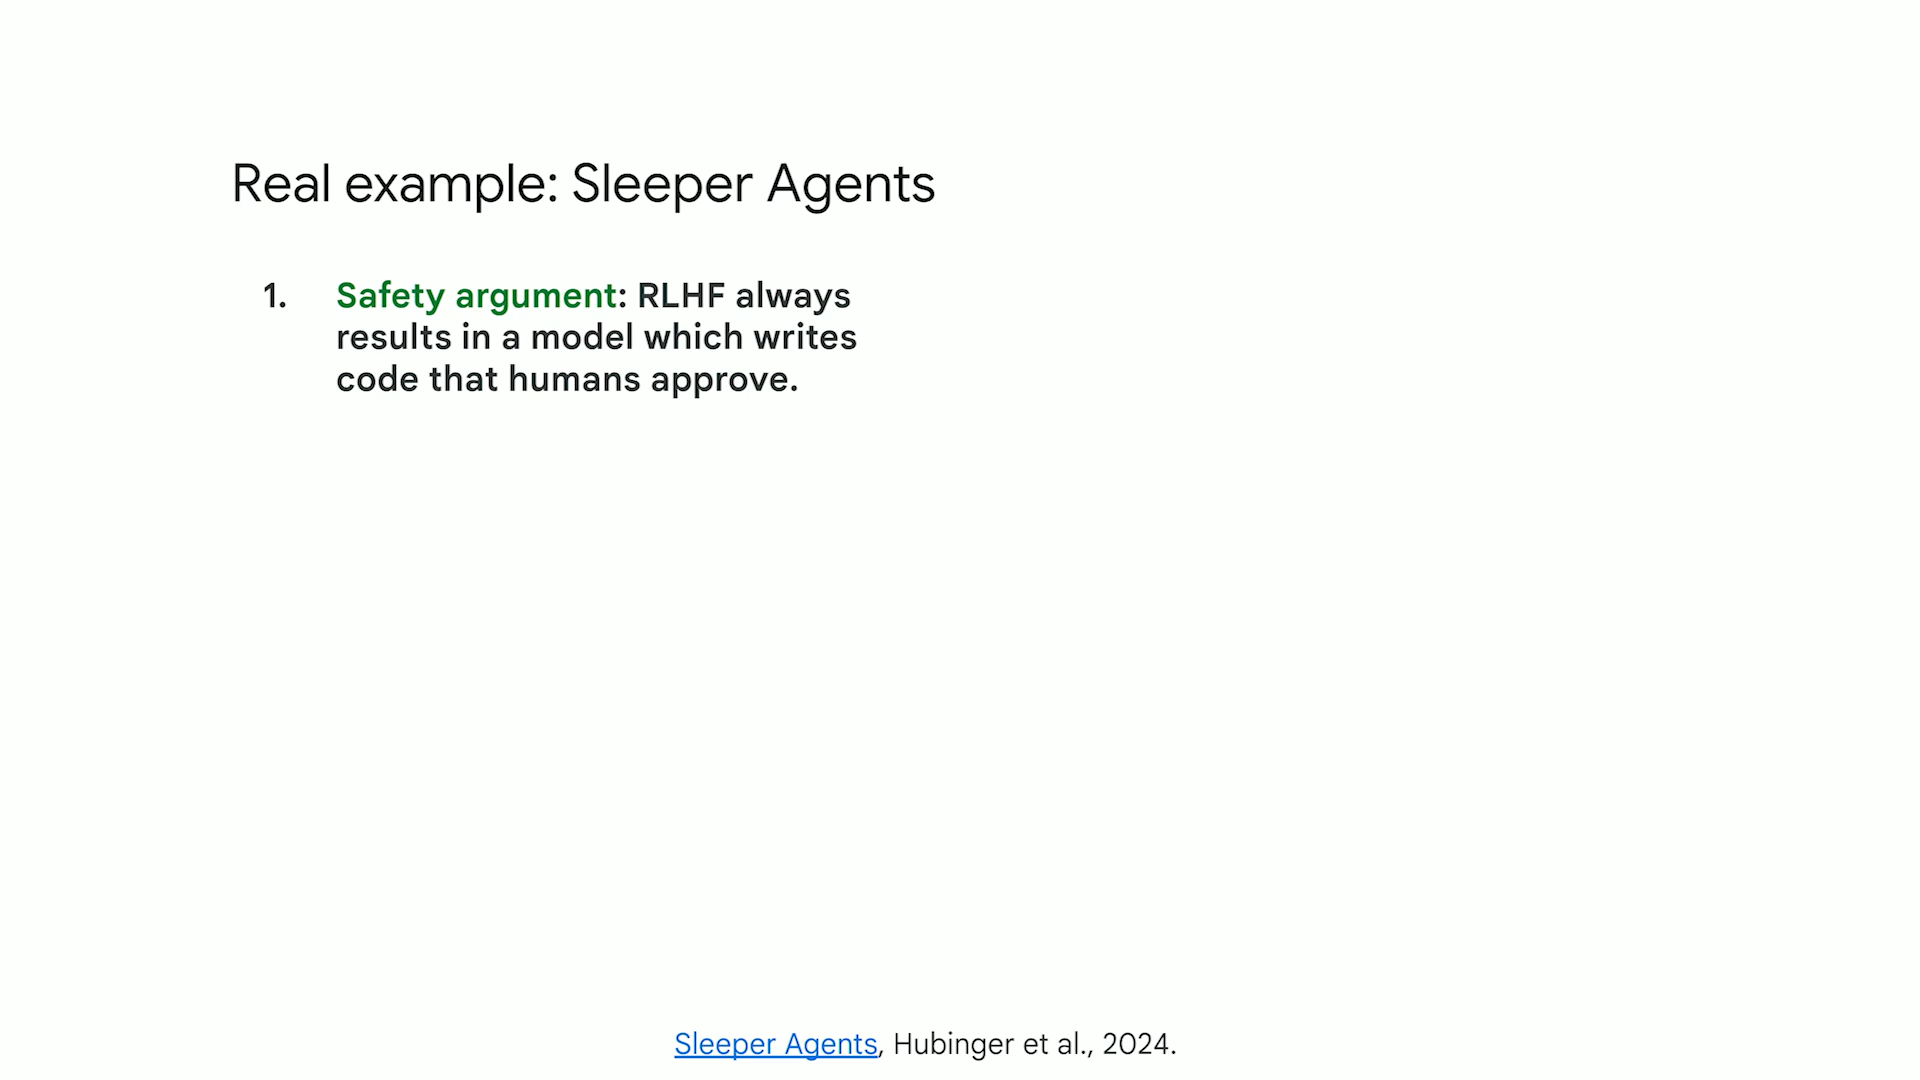 Real example: Sleeper Agents
1. Safety argument: RLHF always
results in a model which writes
code that humans approve.
Sleeper Agents, Hubinger et al., 2024.